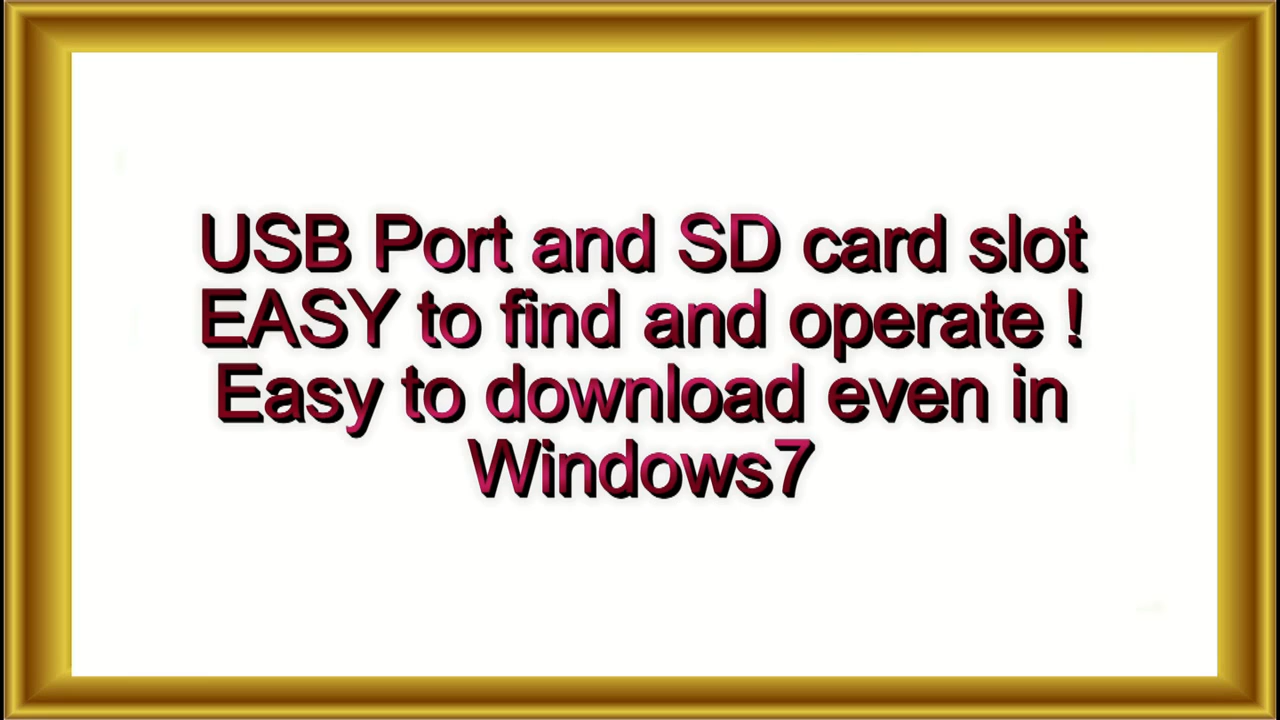 USB Port and SD card slot
EASY to find and operate !
Easy to download even in
Windows7